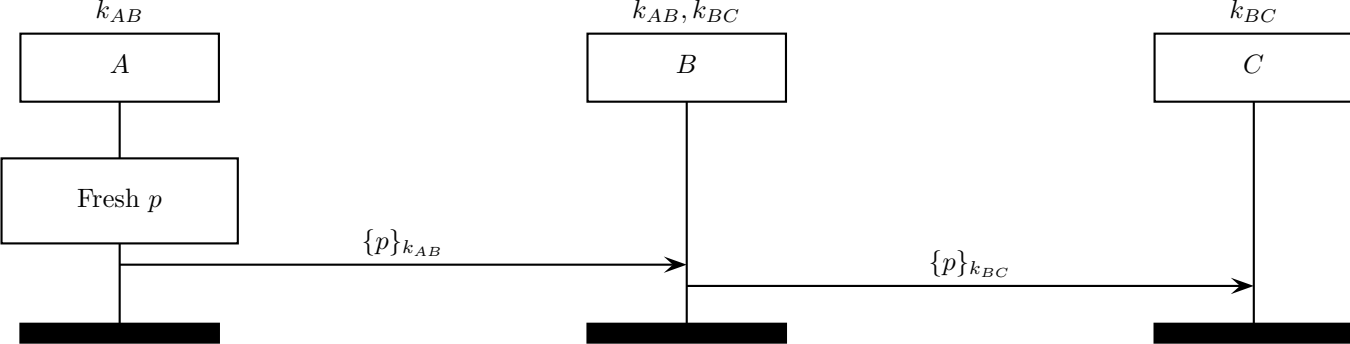 k_{AB}
k_{AB}, k_{BC}
k_{BC}
A
B
C
Fresh p
{p}_{k_{AB}}
{p}_{k_{BC}}